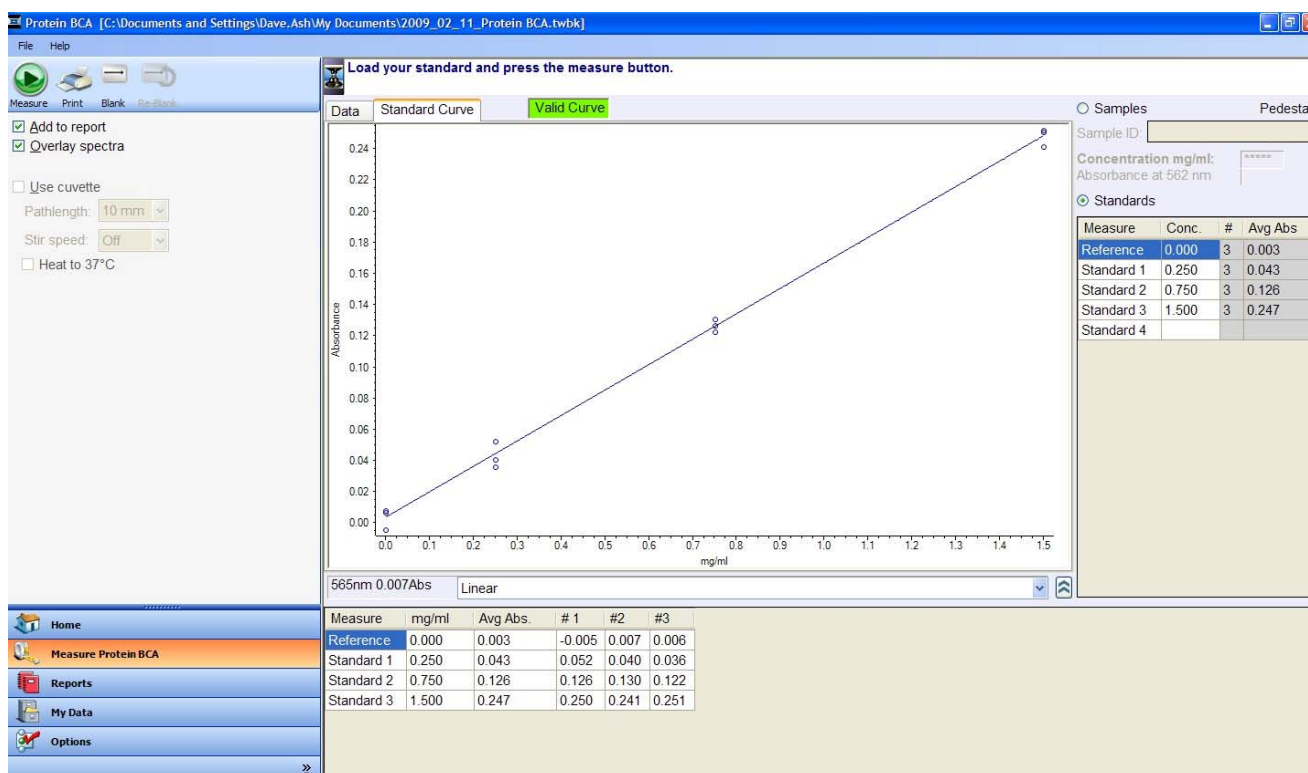 Protein BCA [C:\Documents and Settings\Dave.Ash\My Documents\2009_02_11_Protein BCA.twbk]
File Help
Measure Print Blank Re-Blank
Add to report
Overlay spectra
Use cuvette
Pathlength: 10 mm
Stir speed: Off
Heat to 37°C
Home
Measure Protein BCA
Reports
My Data
Options
»
Load your standard and press the measure button.
Data Standard Curve Valid Curve
Absorbance
0.24
0.22
0.20
0.18
0.16
0.14
0.12
0.10
0.08
0.06
0.04
0.02
0.00
0.0 0.1 0.2 0.3 0.4 0.5 0.6 0.7 0.8 0.9 1.0 1.1 1.2 1.3 1.4 1.5
mg/ml
565nm 0.007Abs Linear
Samples Pedesta
Sample ID:
Concentration mg/ml: *****
Absorbance at 562 nm
Standards
Measure Conc. # Avg Abs
Reference 0.000 3 0.003
Standard 1 0.250 3 0.043
Standard 2 0.750 3 0.126
Standard 3 1.500 3 0.247
Standard 4
Measure mg/ml Avg Abs. # 1 #2 #3
Reference 0.000 0.003 -0.005 0.007 0.006
Standard 1 0.250 0.043 0.052 0.040 0.036
Standard 2 0.750 0.126 0.126 0.130 0.122
Standard 3 1.500 0.247 0.250 0.241 0.251